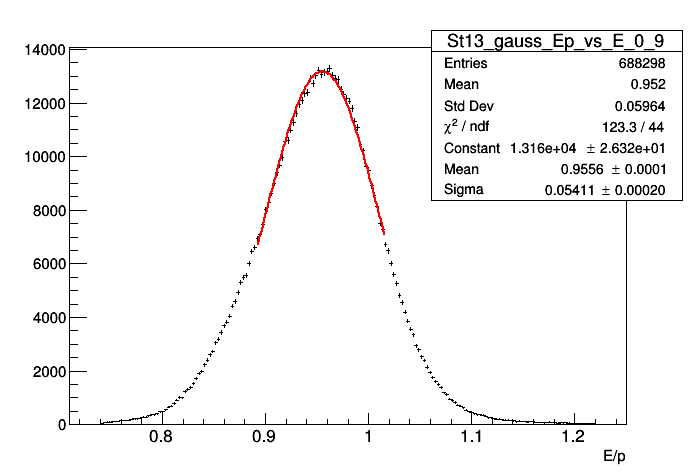 St13_gauss_Ep_vs_E_0_9
Entries 688298
Mean 0.952
Std Dev 0.05964
χ² / ndf 123.3 / 44
Constant 1.316e+04 ± 2.632e+01
Mean 0.9556 ± 0.0001
Sigma 0.05411 ± 0.00020
14000
12000
10000
8000
6000
4000
2000
0
0.8 0.9 1 1.1 1.2
E/p